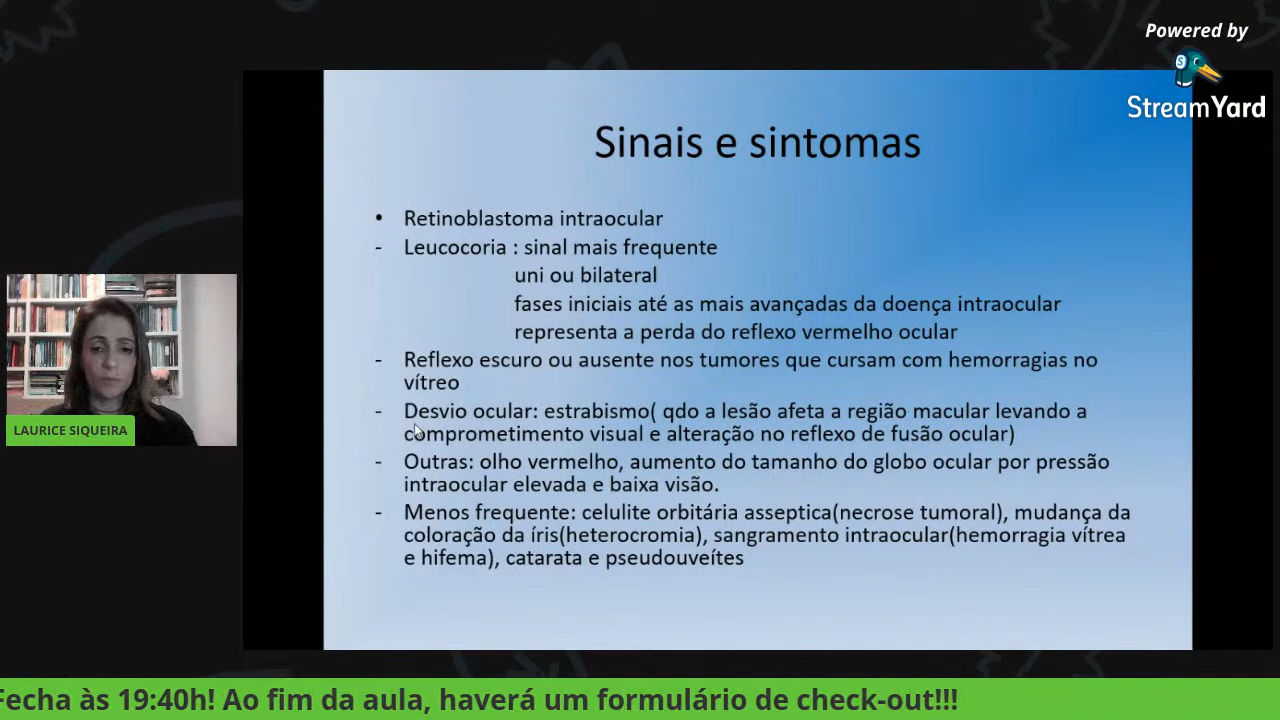 Powered by
StreamYard
Sinais e sintomas
• Retinoblastoma intraocular
- Leucocoria : sinal mais frequente
uni ou bilateral
fases iniciais até as mais avançadas da doença intraocular
representa a perda do reflexo vermelho ocular
- Reflexo escuro ou ausente nos tumores que cursam com hemorragias no
vítreo
- Desvio ocular: estrabismo( qdo a lesão afeta a região macular levando a
comprometimento visual e alteração no reflexo de fusão ocular)
- Outras: olho vermelho, aumento do tamanho do globo ocular por pressão
intraocular elevada e baixa visão.
- Menos frequente: celulite orbitária asseptica(necrose tumoral), mudança da
coloração da íris(heterocromia), sangramento intraocular(hemorragia vítrea
e hifema), catarata e pseudouveítes
LAURICE SIQUEIRA
Fecha às 19:40h! Ao fim da aula, haverá um formulário de check-out!!!